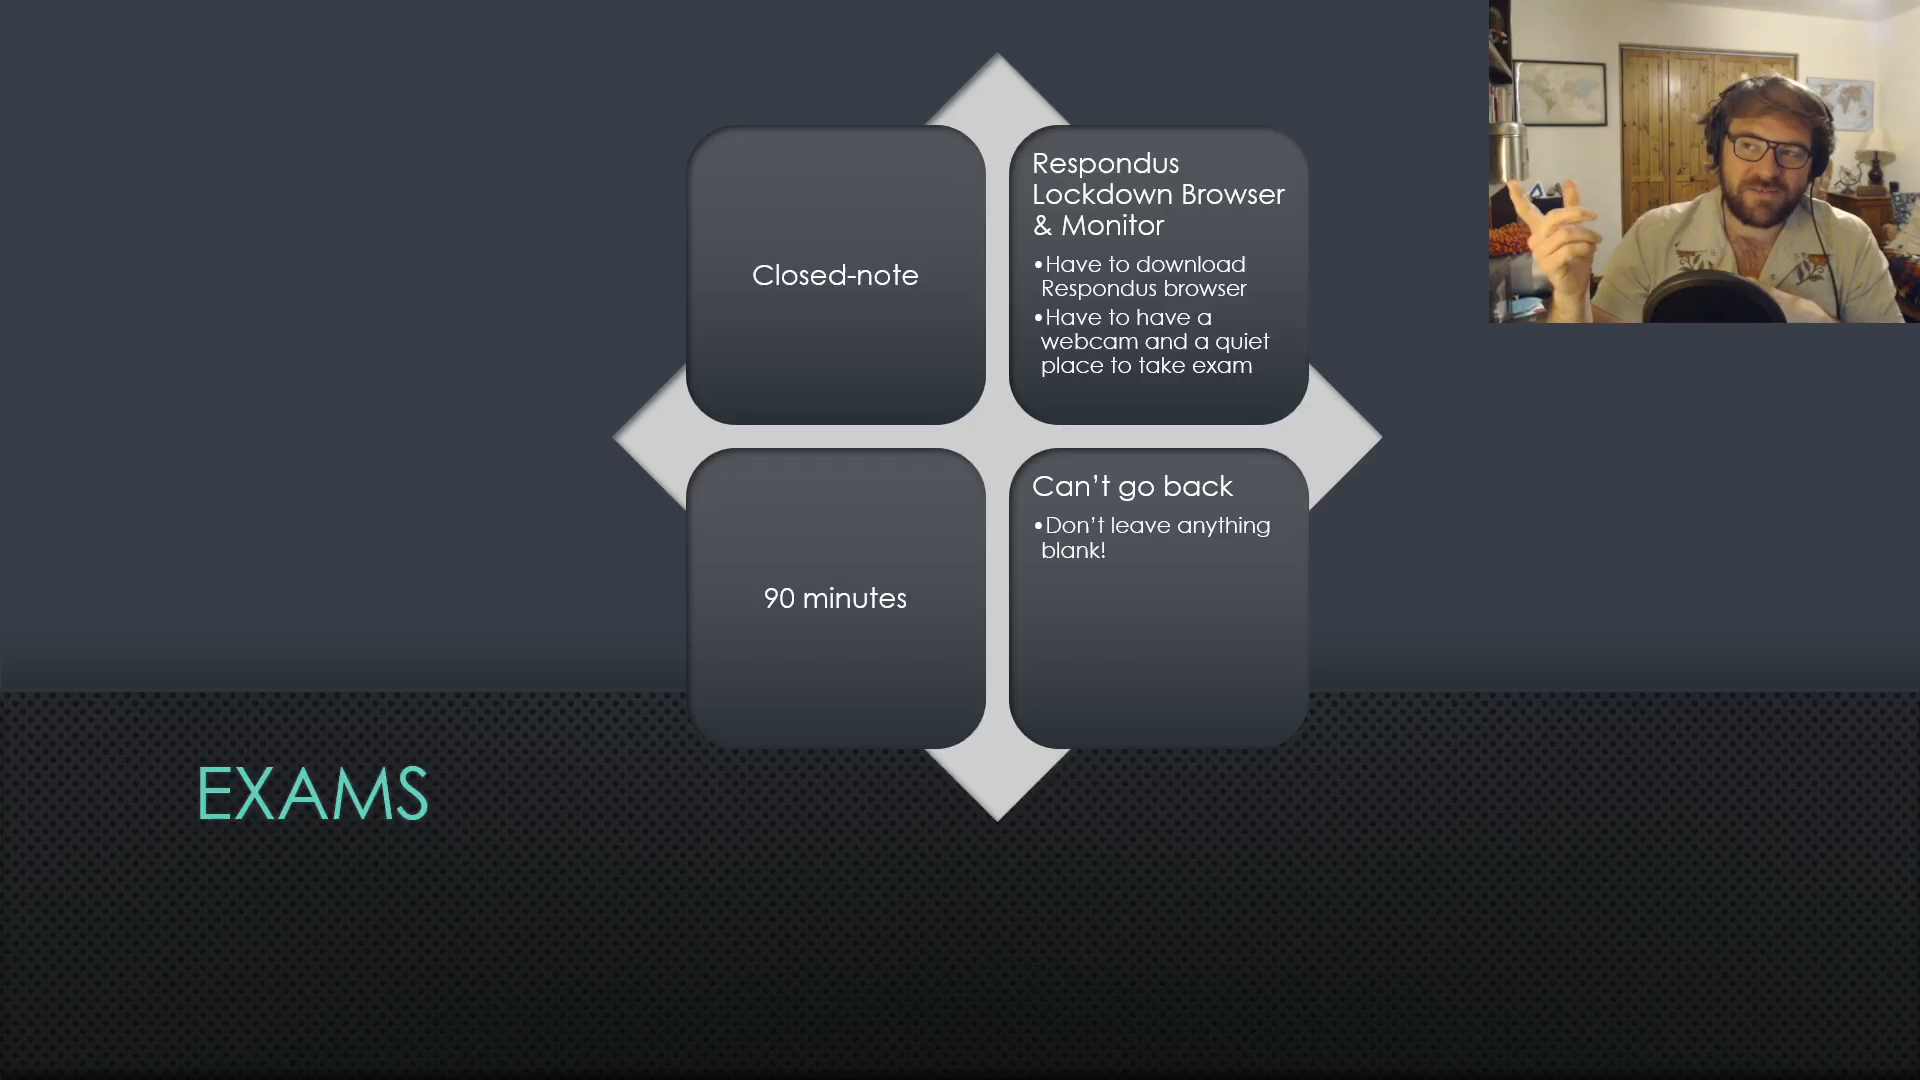 Closed-note
Respondus
Lockdown Browser
& Monitor
•Have to download
Respondus browser
•Have to have a
webcam and a quiet
place to take exam
90 minutes
Can’t go back
•Don’t leave anything
blank!
EXAMS